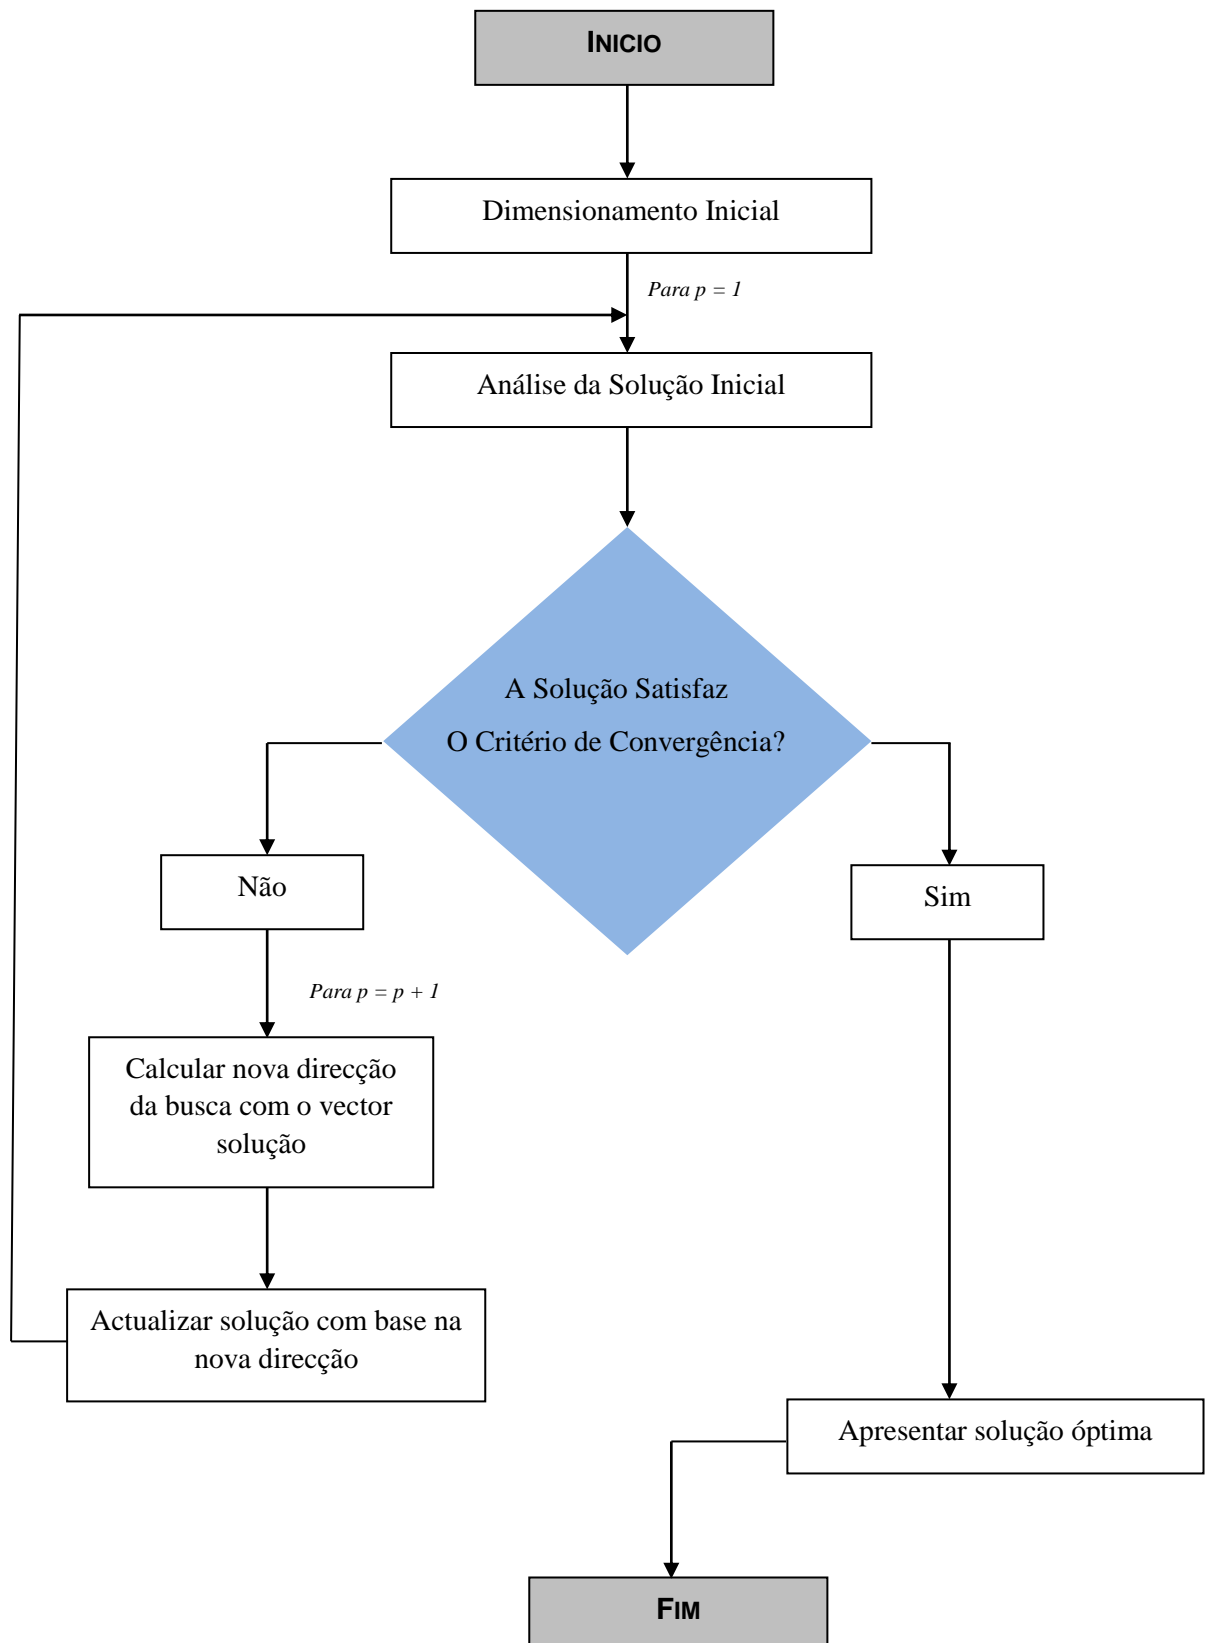 INICIO
Dimensionamento Inicial
Para p = 1
Análise da Solução Inicial
A Solução Satisfaz
O Critério de Convergência?
Não
Sim
Para p = p + 1
Calcular nova direcção
da busca com o vector
solução
Actualizar solução com base na
nova direcção
Apresentar solução óptima
FIM